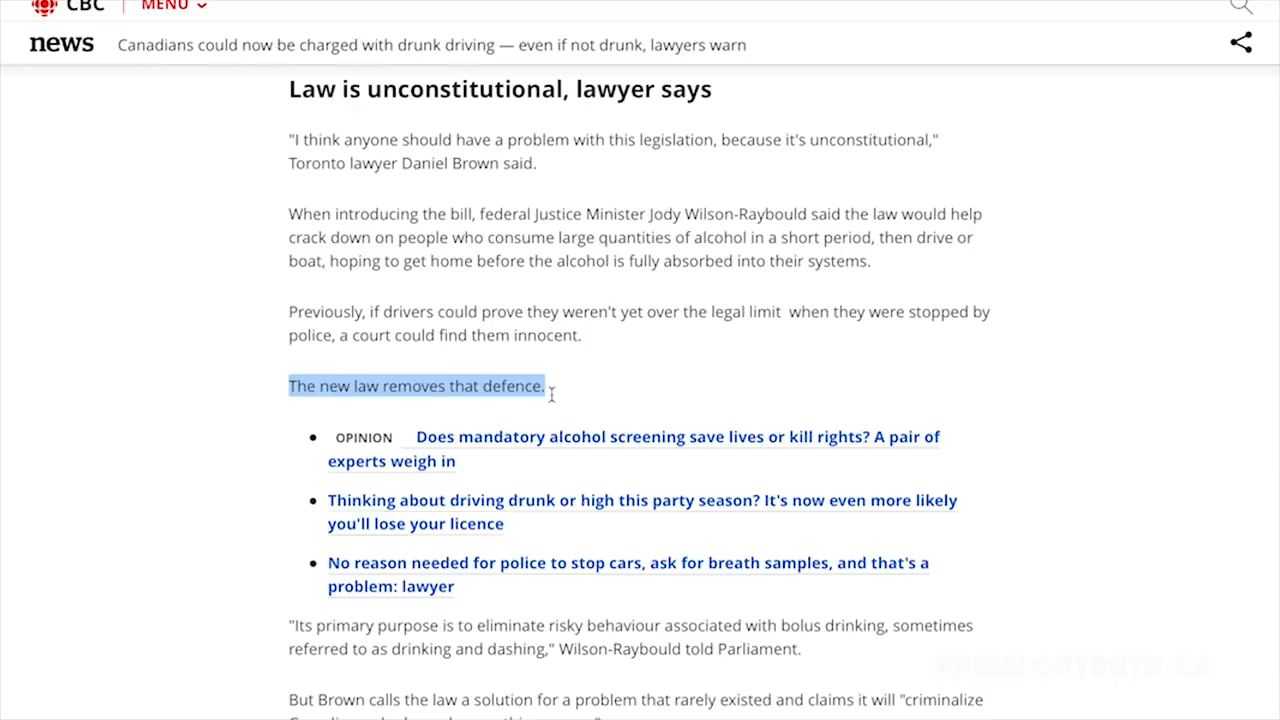 CBC MENU
news Canadians could now be charged with drunk driving — even if not drunk, lawyers warn
Law is unconstitutional, lawyer says
"I think anyone should have a problem with this legislation, because it's unconstitutional,"
Toronto lawyer Daniel Brown said.
When introducing the bill, federal Justice Minister Jody Wilson-Raybould said the law would help
crack down on people who consume large quantities of alcohol in a short period, then drive or
boat, hoping to get home before the alcohol is fully absorbed into their systems.
Previously, if drivers could prove they weren't yet over the legal limit when they were stopped by
police, a court could find them innocent.
The new law removes that defence.
OPINION Does mandatory alcohol screening save lives or kill rights? A pair of
experts weigh in
Thinking about driving drunk or high this party season? It's now even more likely
you'll lose your licence
No reason needed for police to stop cars, ask for breath samples, and that's a
problem: lawyer
"Its primary purpose is to eliminate risky behaviour associated with bolus drinking, sometimes
referred to as drinking and dashing," Wilson-Raybould told Parliament.
But Brown calls the law a solution for a problem that rarely existed and claims it will "criminalize